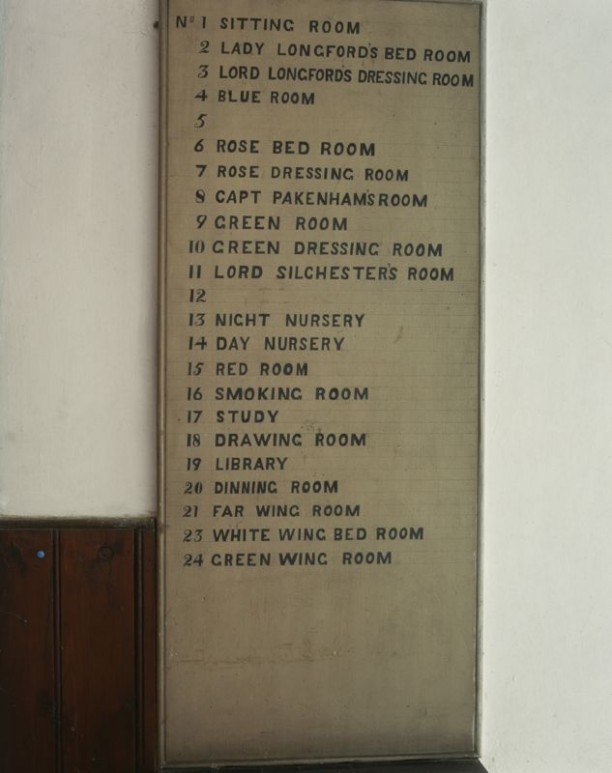 Nº 1 SITTING ROOM
2 LADY LONGFORD'S BED ROOM
3 LORD LONGFORD'S DRESSING ROOM
4 BLUE ROOM
5
6 ROSE BED ROOM
7 ROSE DRESSING ROOM
8 CAPT PAKENHAM'S ROOM
9 GREEN ROOM
10 GREEN DRESSING ROOM
11 LORD SILCHESTER'S ROOM
12
13 NIGHT NURSERY
14 DAY NURSERY
15 RED ROOM
16 SMOKING ROOM
17 STUDY
18 DRAWING ROOM
19 LIBRARY
20 DINNING ROOM
21 FAR WING ROOM
23 WHITE WING BED ROOM
24 GREEN WING ROOM